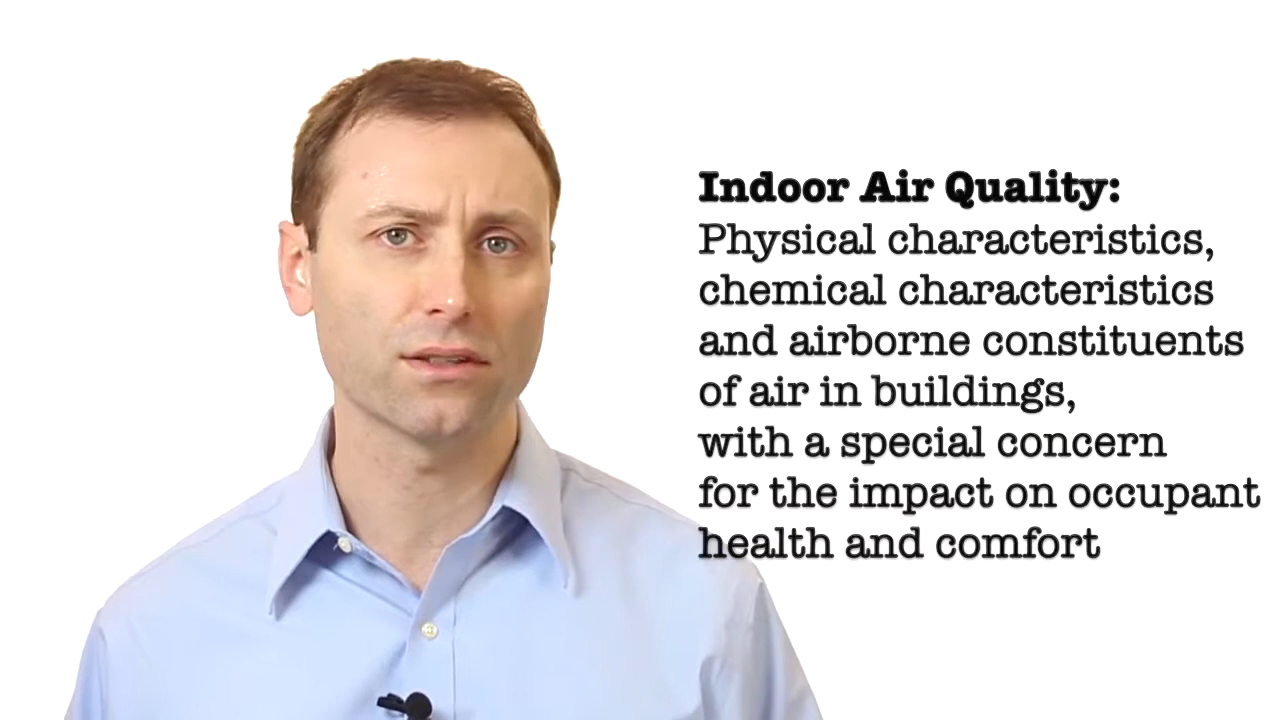 Indoor Air Quality:
Physical characteristics,
chemical characteristics
and airborne constituents
of air in buildings,
with a special concern
for the impact on occupant
health and comfort